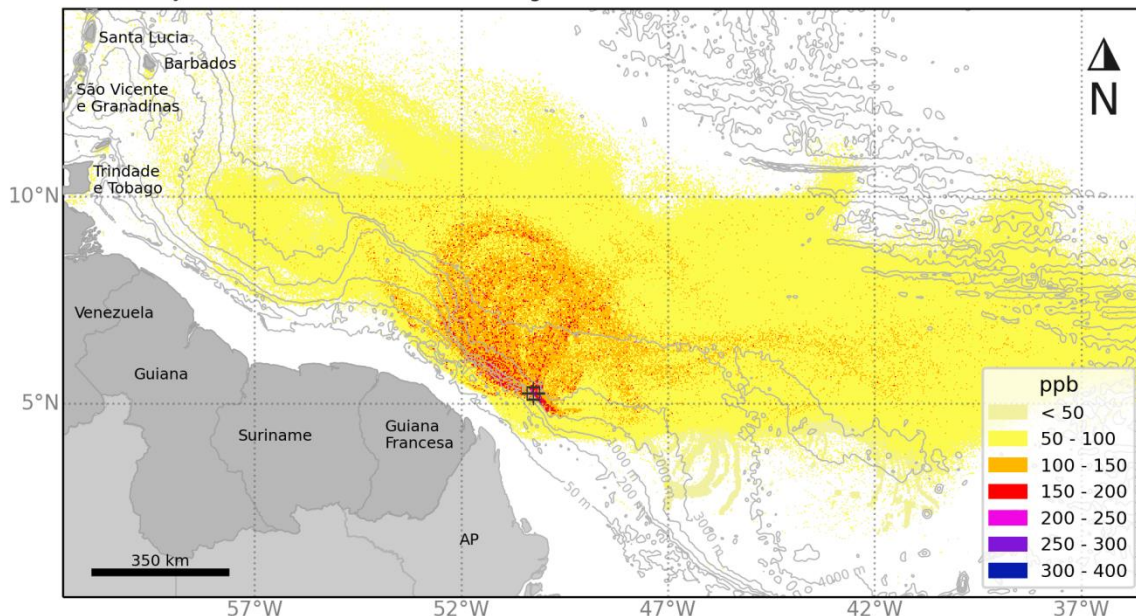 Santa Lucia
Barbados
São Vicente
e Granadinas
Trindade
e Tobago
N
10°N
5°N
Venezuela
Guiana
Suriname
Guiana
Francesa
AP
50 m
200 m
1000 m
3000 m
4000 m
350 km
ppb
< 50
50 - 100
100 - 150
150 - 200
200 - 250
250 - 300
300 - 400
57°W
52°W
47°W
42°W
37°W